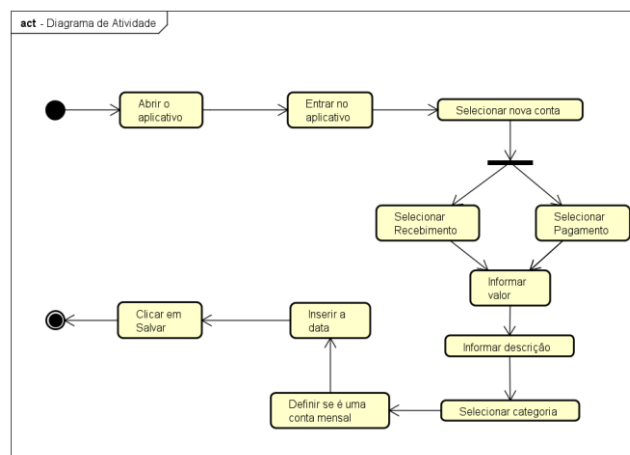 act - Diagrama de Atividade
Abrir o
aplicativo
Entrar no
aplicativo
Selecionar nova conta
Selecionar
Recebimento
Selecionar
Pagamento
Informar
valor
Informar descrição
Selecionar categoria
Definir se é uma
conta mensal
Inserir a
data
Clicar em
Salvar